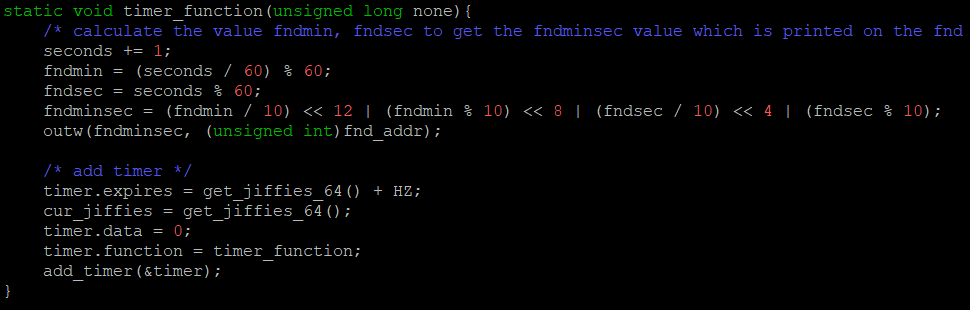 static void timer_function(unsigned long none){
    /* calculate the value fndmin, fndsec to get the fndminsec value which is printed on the fnd
    seconds += 1;
    fndmin = (seconds / 60) % 60;
    fndsec = seconds % 60;
    fndminsec = (fndmin / 10) << 12 | (fndmin % 10) << 8 | (fndsec / 10) << 4 | (fndsec % 10);
    outw(fndminsec, (unsigned int)fnd_addr);

    /* add timer */
    timer.expires = get_jiffies_64() + HZ;
    cur_jiffies = get_jiffies_64();
    timer.data = 0;
    timer.function = timer_function;
    add_timer(&timer);
}